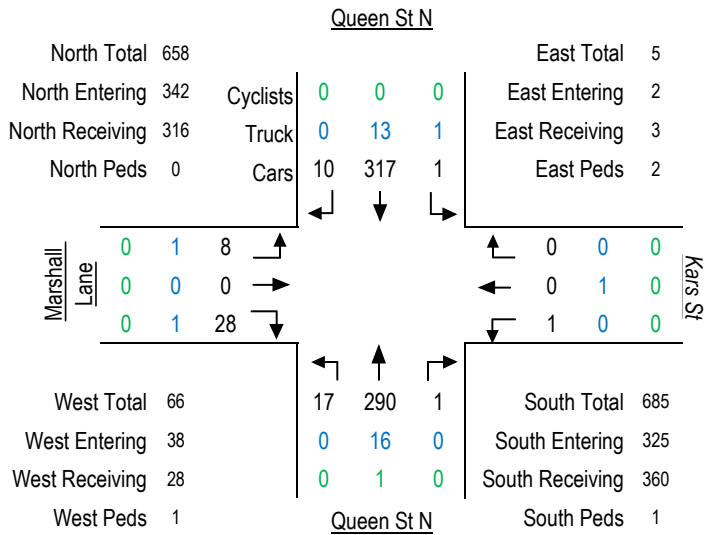 Queen St N
North Total 658
East Total 5
North Entering 342
Cyclists 0 0 0
East Entering 2
North Receiving 316
Truck 0 13 1
East Receiving 3
North Peds 0
Cars 10 317 1
East Peds 2
Marshall
Lane
0 1 8
0 0 0
0 1 28
0 0 0
0 1 0
1 0 0
Kars St
West Total 66
17 290 1
South Total 685
West Entering 38
0 16 0
South Entering 325
West Receiving 28
0 1 0
South Receiving 360
West Peds 1
Queen St N
South Peds 1